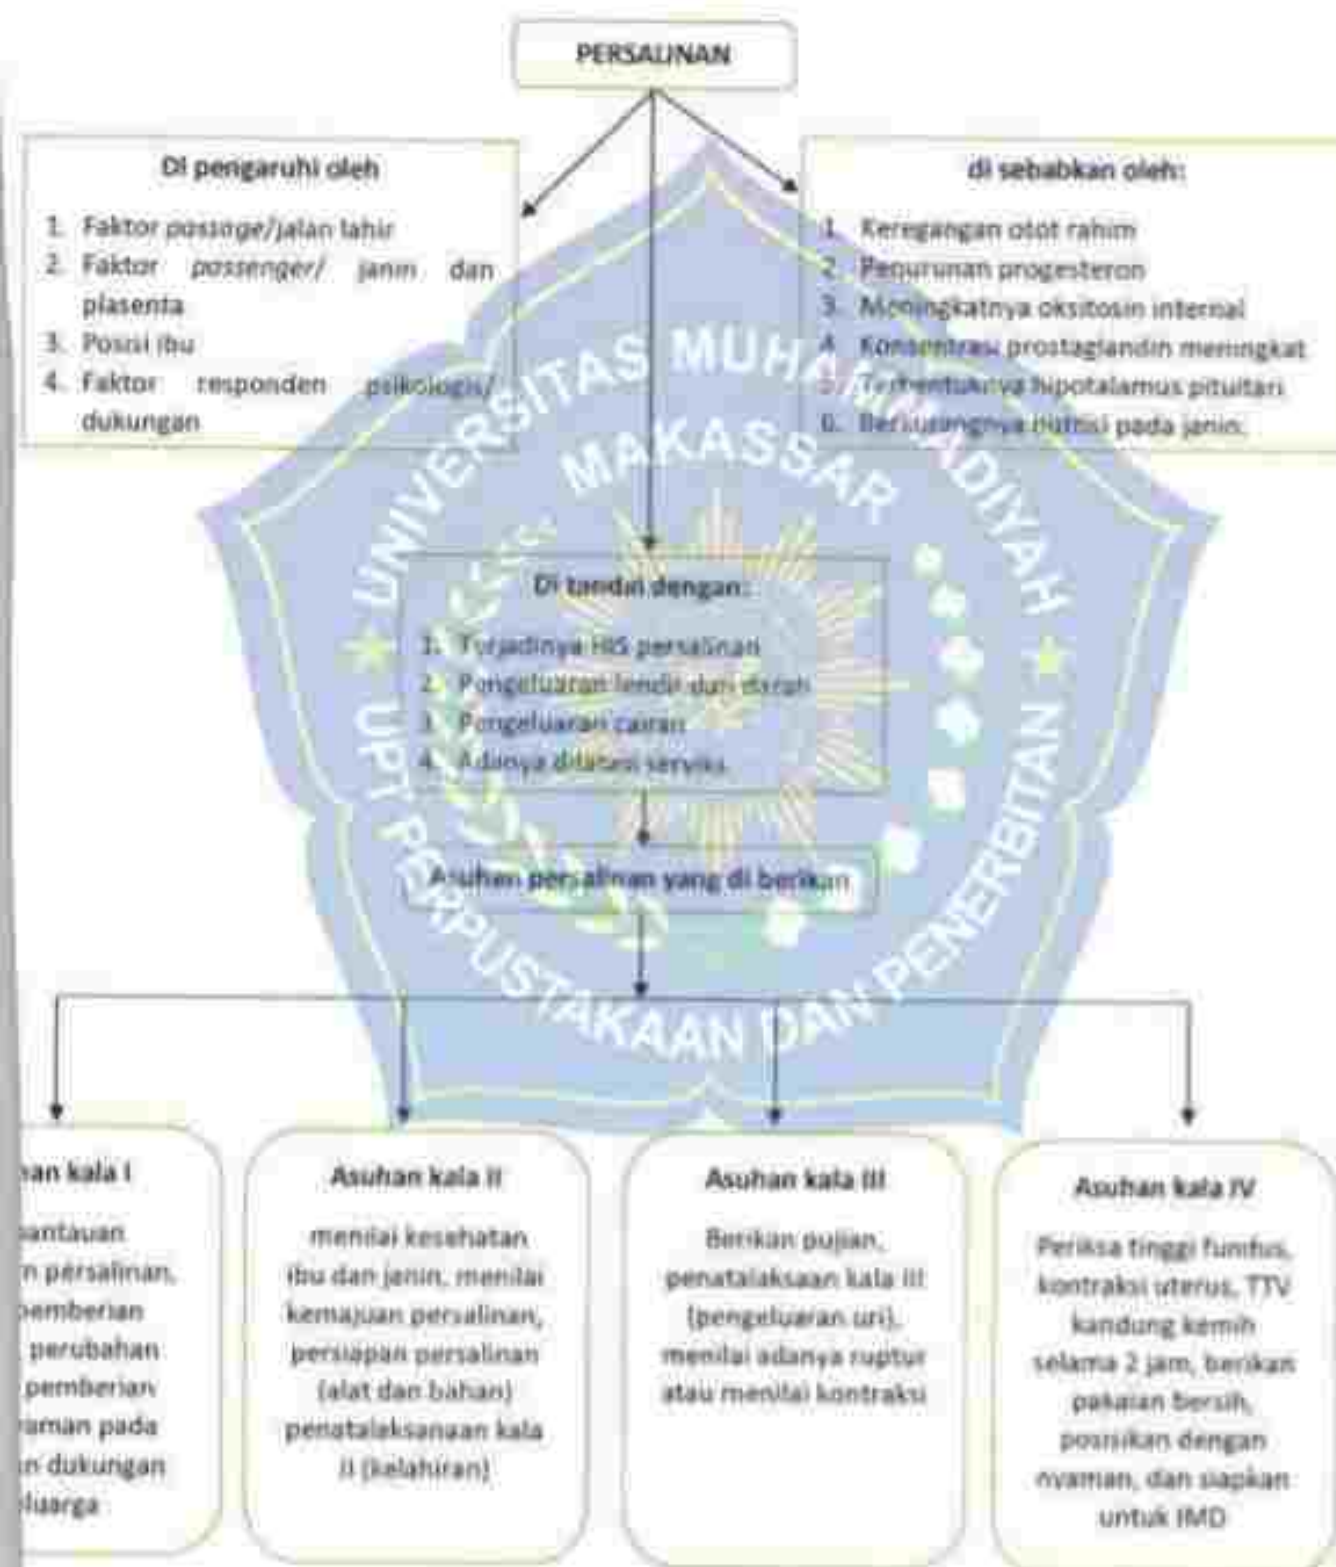 PERSALINAN
Di pengaruhi oleh
1. Faktor passage/jalan lahir
2. Faktor passenger/ janin dan
plasenta
3. Posisi ibu
4. Faktor responden psikologis/
dukungan
di sebabkan oleh:
1. Keregangan otot rahim
2. Penurunan progesteron
3. Meningkatnya oksitosin internal
4. Konsentrasi prostaglandin meningkat
5. Terbentuknya hipotalamus pituitari
6. Berkurangnya nutrisi pada janin.
UNIVERSITAS MUHAMMADIYAH
MAKASSAR
Di tandai dengan:
1. Terjadinya HIS persalinan
2. Pengeluaran lendir dan darah
3. Pengeluaran cairan
4. Adanya dilatasi serviks
Asuhan persalinan yang di berikan
UPT PERPUSTAKAAN DAN PENERBITAN
kala I
persalinan,
pemberian
perubahan
pemberian
pada
dukungan
Asuhan kala II
menilai kesehatan
ibu dan janin, menilai
kemajuan persalinan,
persiapan persalinan
(alat dan bahan)
penatalaksanaan kala
II (kelahiran)
Asuhan kala III
Berikan pujian,
penatalaksaan kala III
(pengeluaran uri),
menilai adanya ruptur
atau menilai kontraksi
Asuhan kala IV
Periksa tinggi fundus,
kontraksi uterus, TTV
kandung kemih
selama 2 jam, berikan
pakaian bersih,
posisikan dengan
nyaman, dan siapkan
untuk IMD